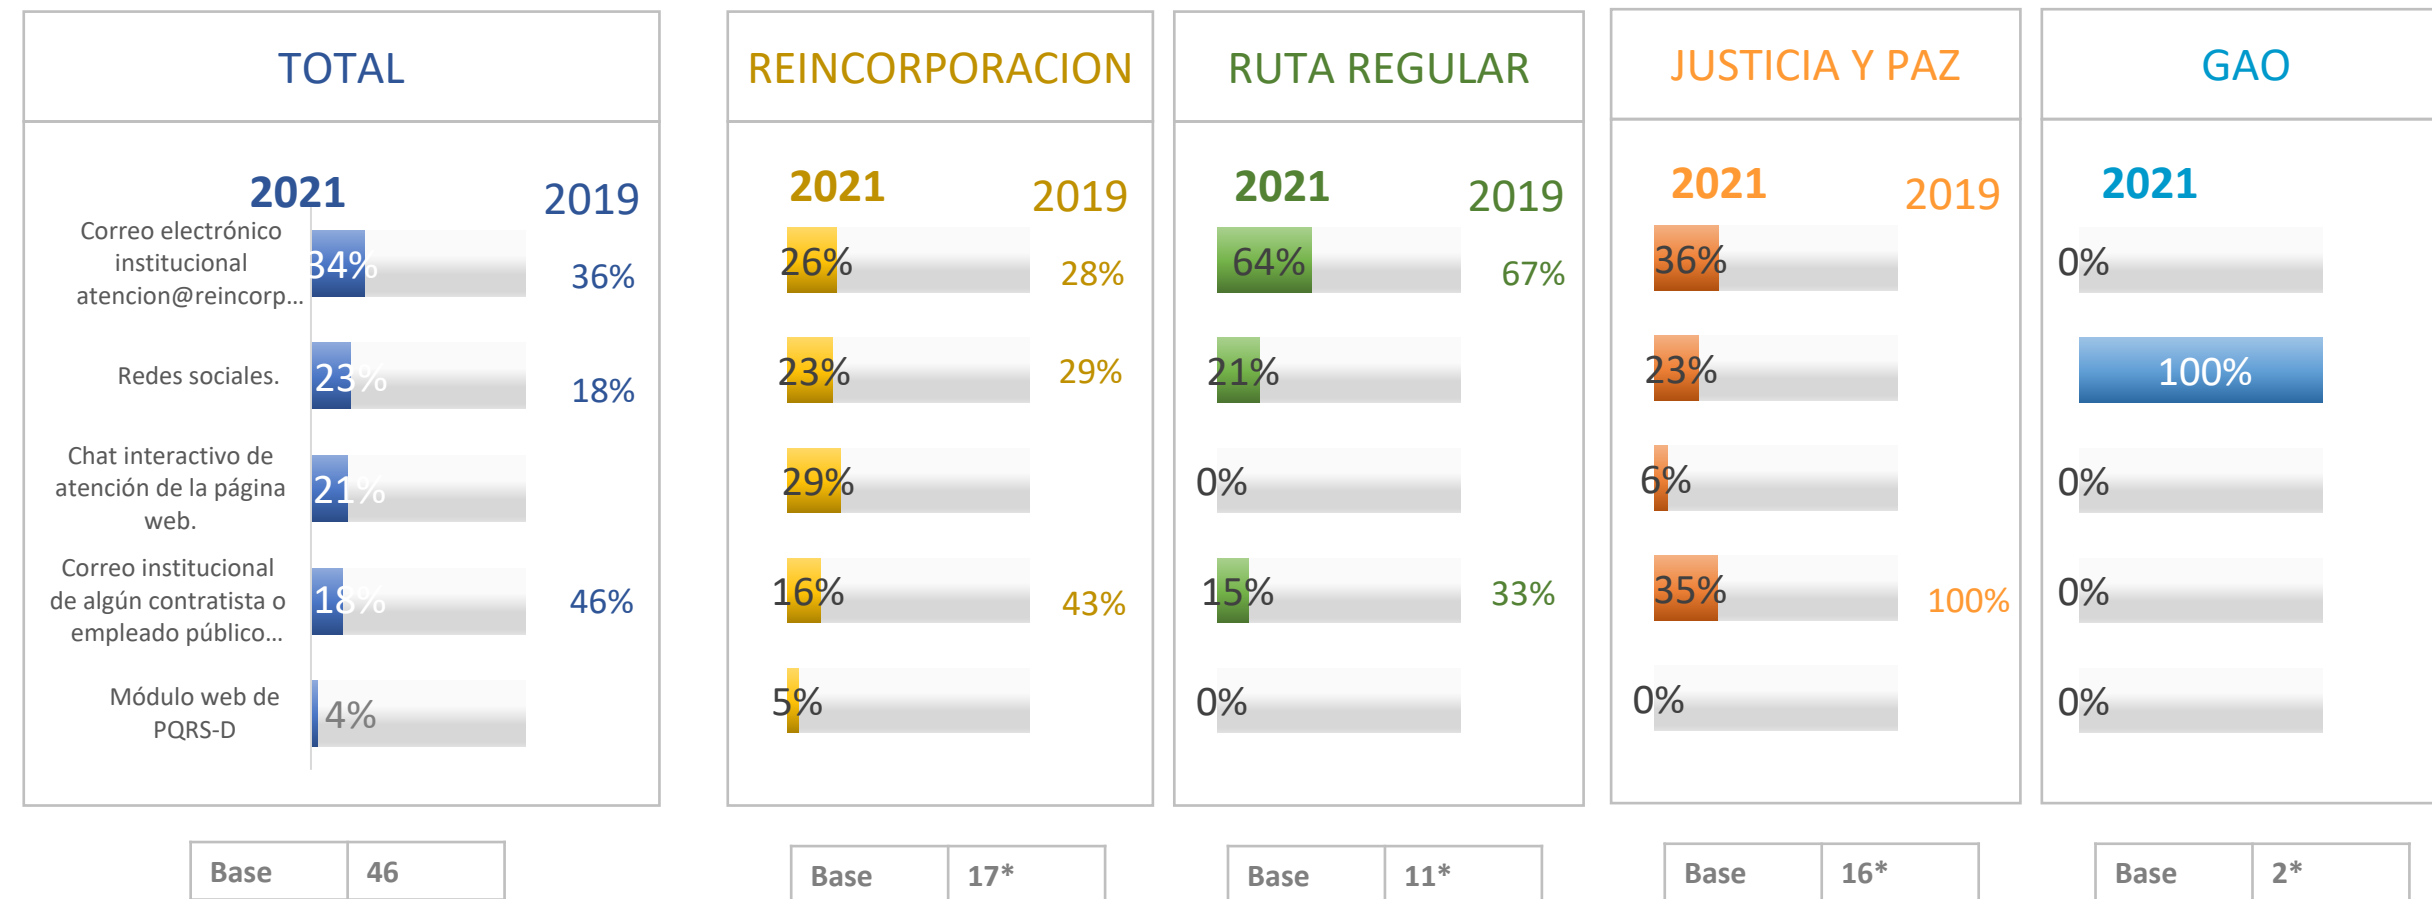 TOTAL
2021 2019
Correo electrónico
institucional
atencion@reincorp...
34% 36%
Redes sociales.
23% 18%
Chat interactivo de
atención de la página
web.
21%
Correo institucional
de algún contratista o
empleado público...
18% 46%
Módulo web de
PQRS-D
4%
Base 46
REINCORPORACION
2021 2019
26% 28%
23% 29%
29%
16% 43%
5%
Base 17*
RUTA REGULAR
2021 2019
64% 67%
21%
0%
15% 33%
0%
Base 11*
JUSTICIA Y PAZ
2021 2019
36%
23%
6%
35% 100%
0%
Base 16*
GAO
2021
0%
100%
0%
0%
0%
Base 2*